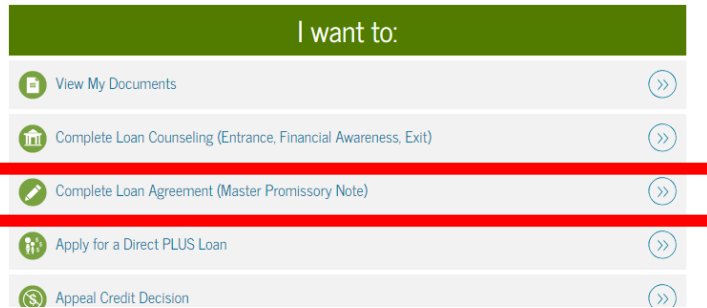 I want to:
View My Documents
Complete Loan Counseling (Entrance, Financial Awareness, Exit)
Complete Loan Agreement (Master Promissory Note)
Apply for a Direct PLUS Loan
Appeal Credit Decision